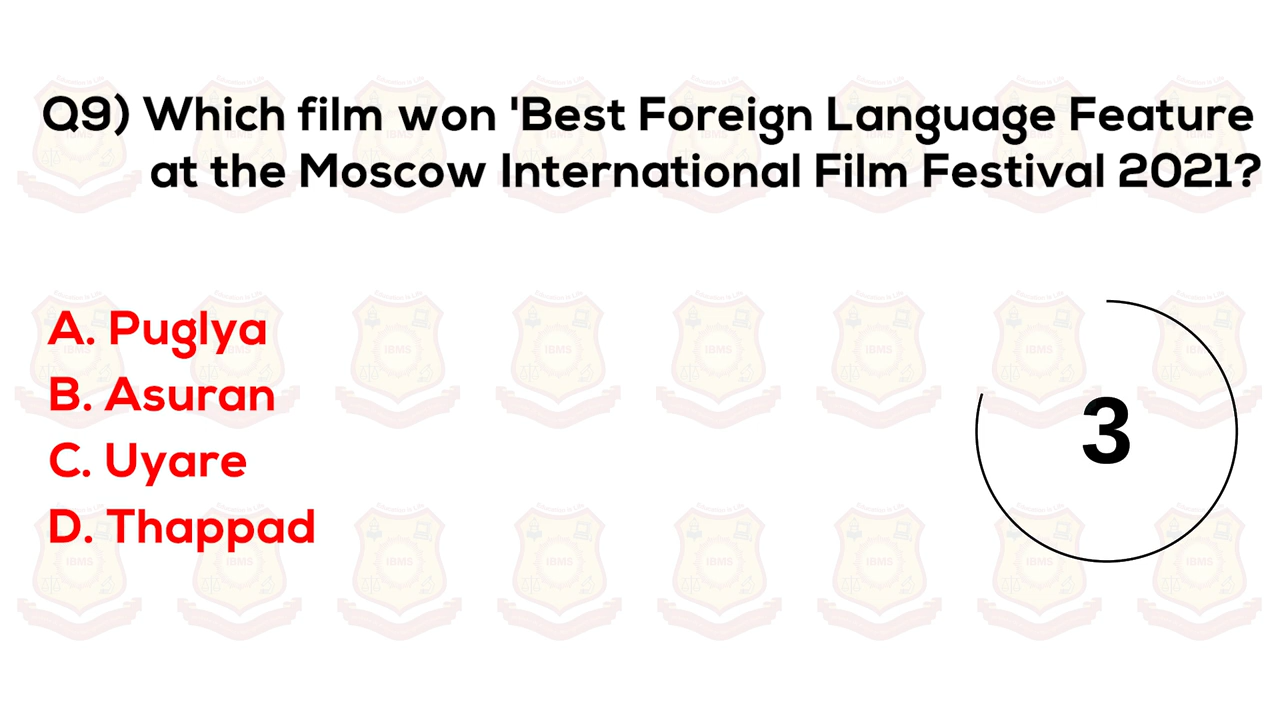 Q9) Which film won 'Best Foreign Language Feature
at the Moscow International Film Festival 2021?
A. Puglya
B. Asuran
C. Uyare
D. Thappad
3
IBMS